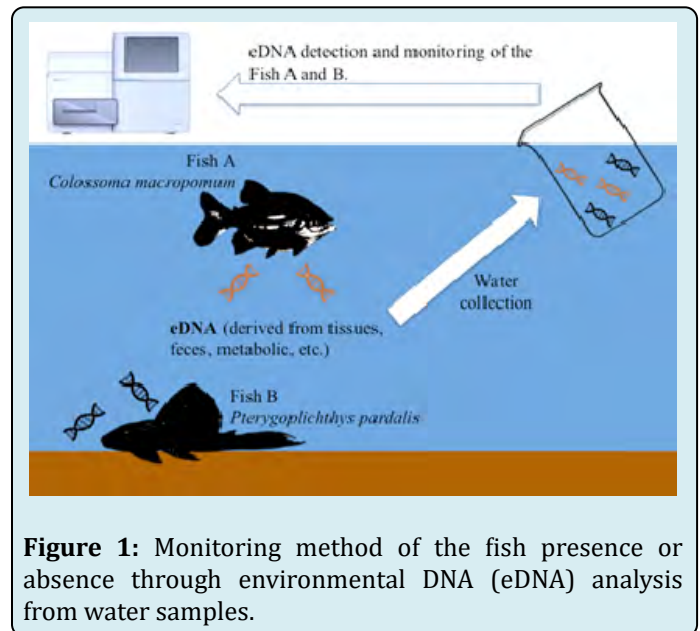 eDNA detection and monitoring of the
Fish A and B.
Fish A
Colossoma macropomum
Water
collection
eDNA (derived from tissues,
feces, metabolic, etc.)
Fish B
Pterygoplichthys pardalis
Figure 1: Monitoring method of the fish presence or
absence through environmental DNA (eDNA) analysis
from water samples.